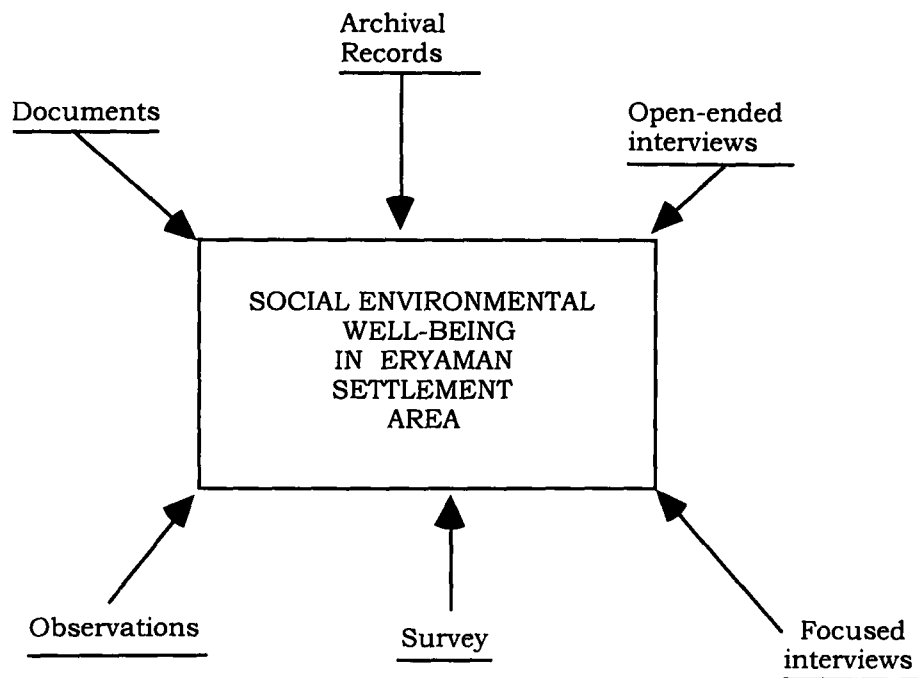 Archival
Records
Documents
Open-ended
interviews
SOCIAL ENVIRONMENTAL
WELL-BEING
IN ERYAMAN
SETTLEMENT
AREA
Observations
Survey
Focused
interviews